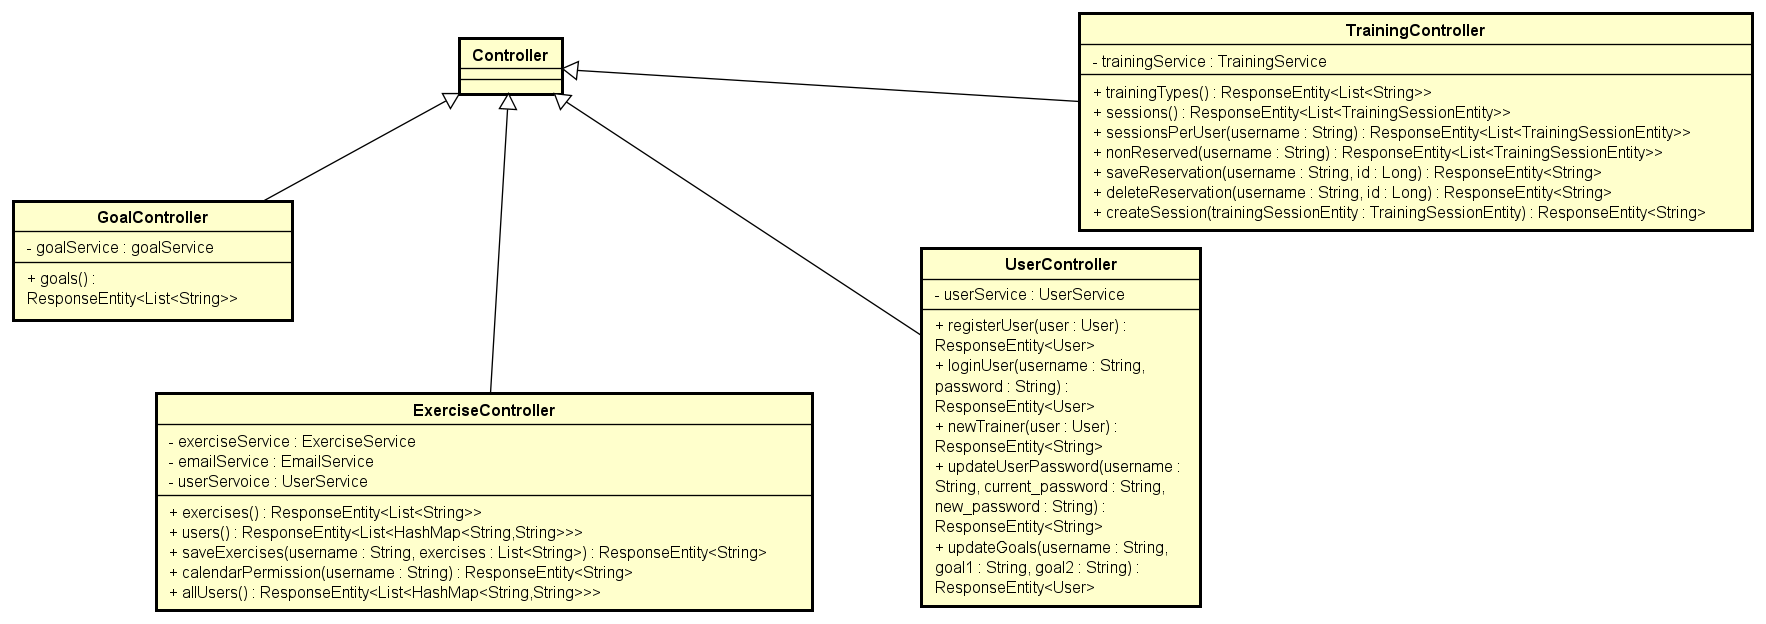 Controller
TrainingController
- trainingService : TrainingService
+ trainingTypes() : ResponseEntity<List<String>>
+ sessions() : ResponseEntity<List<TrainingSessionEntity>>
+ sessionsPerUser(username : String) : ResponseEntity<List<TrainingSessionEntity>>
+ nonReserved(username : String) : ResponseEntity<List<TrainingSessionEntity>>
+ saveReservation(username : String, id : Long) : ResponseEntity<String>
+ deleteReservation(username : String, id : Long) : ResponseEntity<String>
+ createSession(trainingSessionEntity : TrainingSessionEntity) : ResponseEntity<String>
GoalController
- goalService : goalService
+ goals() :
ResponseEntity<List<String>>
UserController
- userService : UserService
+ registerUser(user : User) :
ResponseEntity<User>
+ loginUser(username : String,
password : String) :
ResponseEntity<User>
+ newTrainer(user : User) :
ResponseEntity<String>
+ updateUserPassword(username :
String, current_password : String,
new_password : String) :
ResponseEntity<String>
+ updateGoals(username : String,
goal1 : String, goal2 : String) :
ResponseEntity<User>
ExerciseController
- exerciseService : ExerciseService
- emailService : EmailService
- userServoice : UserService
+ exercises() : ResponseEntity<List<String>>
+ users() : ResponseEntity<List<HashMap<String,String>>>
+ saveExercises(username : String, exercises : List<String>) : ResponseEntity<String>
+ calendarPermission(username : String) : ResponseEntity<String>
+ allUsers() : ResponseEntity<List<HashMap<String,String>>>